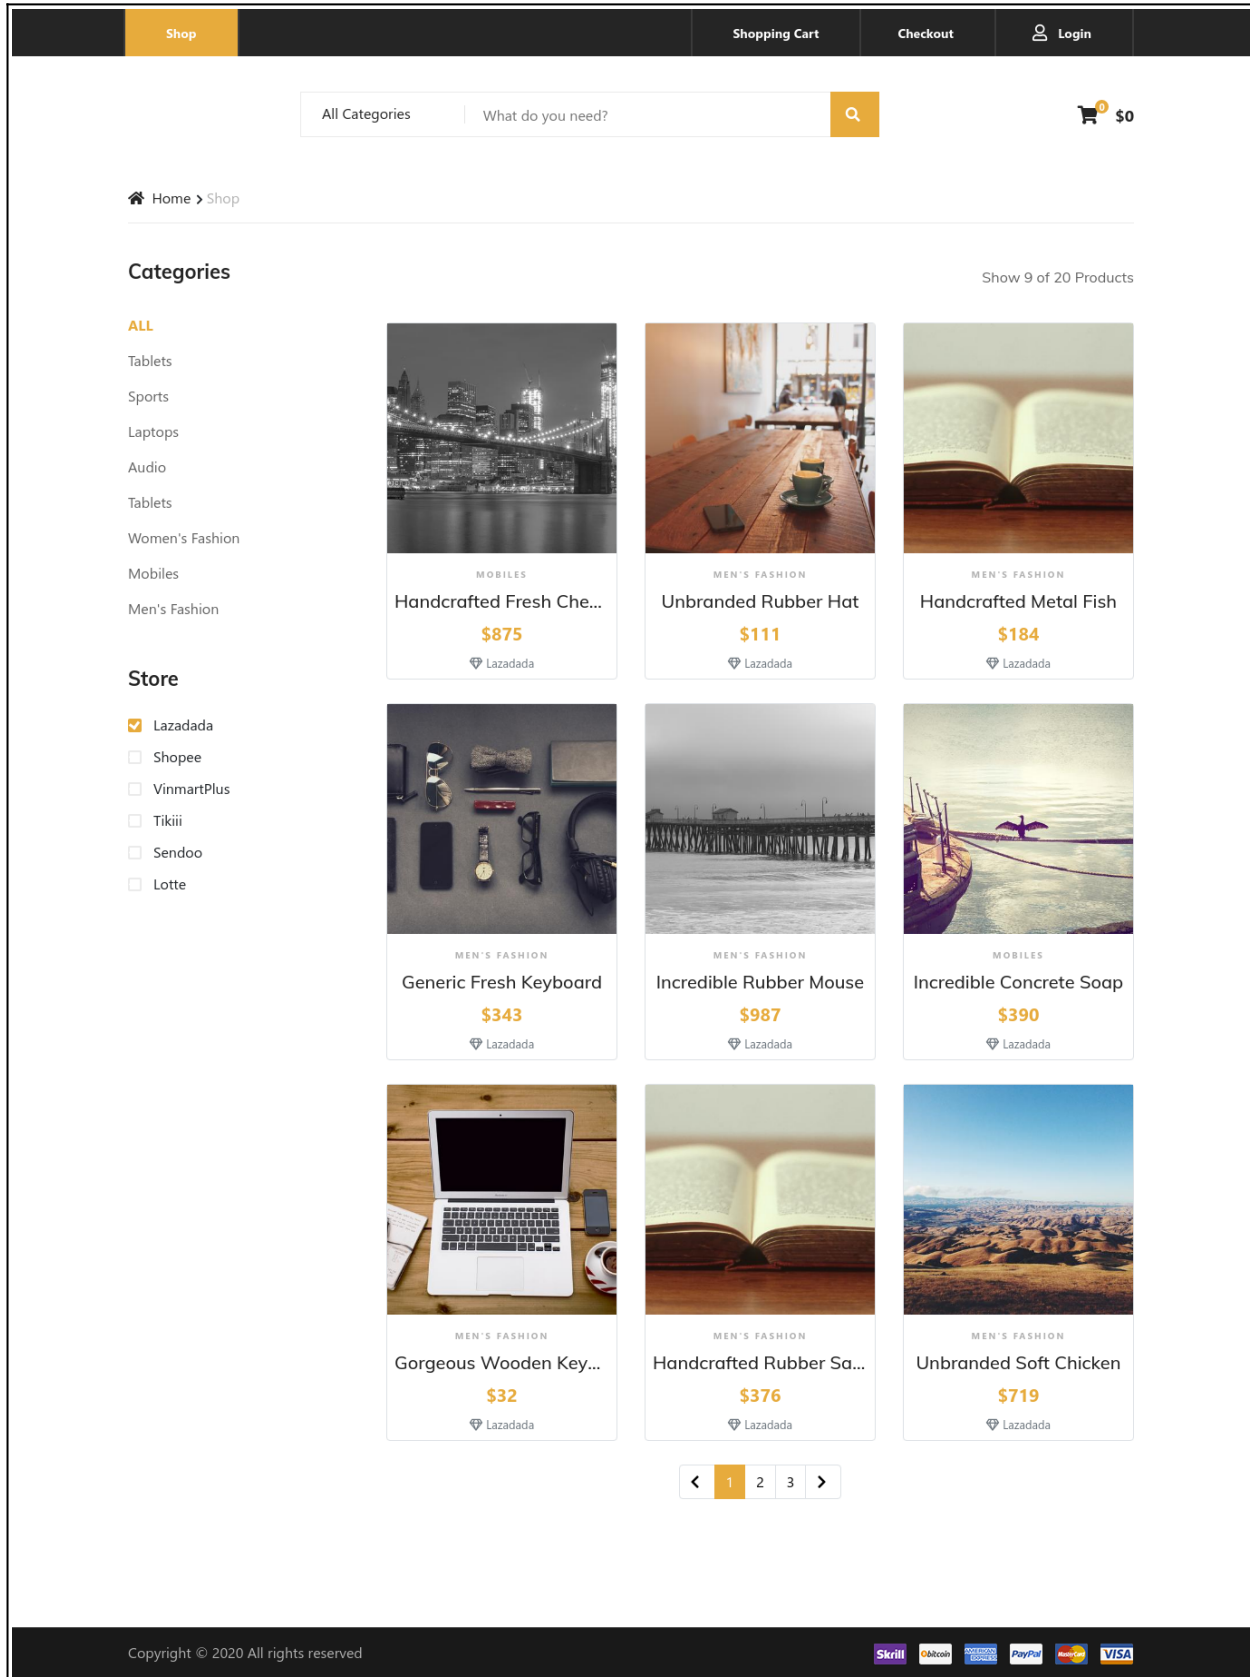 Shop
Shopping Cart
Checkout
Login
All Categories
What do you need?
0
$0
Home
Shop
Categories
Show 9 of 20 Products
ALL
Tablets
Sports
Laptops
Audio
Tablets
Women's Fashion
Mobiles
Men's Fashion
Store
Lazadada
Shopee
VinmartPlus
Tikiii
Sendoo
Lotte
MOBILES
Handcrafted Fresh Che...
$875
Lazadada
MEN'S FASHION
Unbranded Rubber Hat
$111
Lazadada
MEN'S FASHION
Handcrafted Metal Fish
$184
Lazadada
MEN'S FASHION
Generic Fresh Keyboard
$343
Lazadada
MEN'S FASHION
Incredible Rubber Mouse
$987
Lazadada
MOBILES
Incredible Concrete Soap
$390
Lazadada
MEN'S FASHION
Gorgeous Wooden Key...
$32
Lazadada
MEN'S FASHION
Handcrafted Rubber Sa...
$376
Lazadada
MEN'S FASHION
Unbranded Soft Chicken
$719
Lazadada
1 2 3
Copyright © 2020 All rights reserved
Skrill
bitcoin
AMERICAN EXPRESS
PayPal
MasterCard
VISA